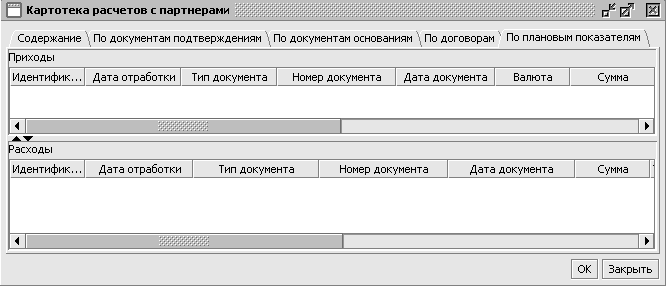 Картотека расчетов с партнерами
Содержание По документам подтверждениям По документам основаниям По договорам По плановым показателям
Приходы
Идентифик... Дата отработки Тип документа Номер документа Дата документа Валюта Сумма
Расходы
Идентифик... Дата отработки Тип документа Номер документа Дата документа Сумма
OK Закрыть